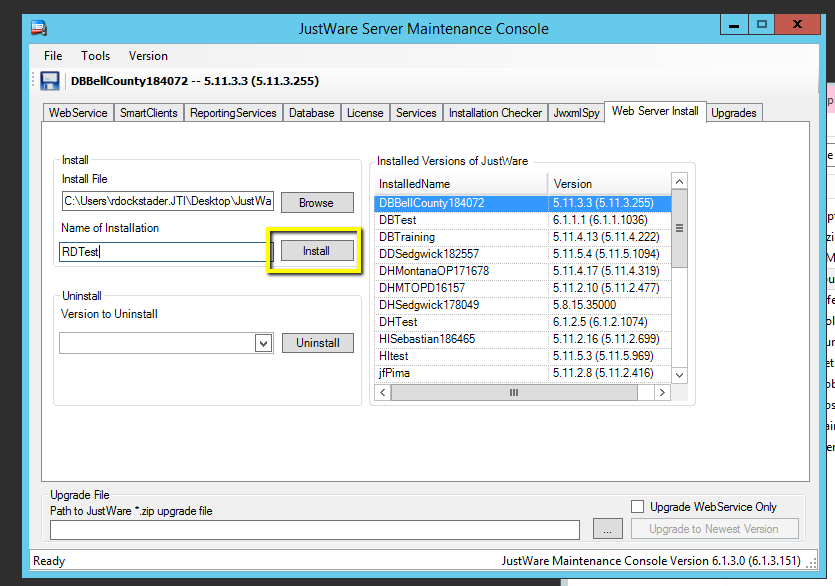 JustWare Server Maintenance Console
File Tools Version
DBBellCounty184072 -- 5.11.3.3 (5.11.3.255)
WebService SmartClients ReportingServices Database License Services Installation Checker JwxmlSpy Web Server Install Upgrades
Install
Install File
C:\Users\rdockstader.JTI\Desktop\JustWa Browse
Name of Installation
RDTest Install
Uninstall
Version to Uninstall
Uninstall
Installed Versions of JustWare
InstalledName Version
DBBellCounty184072 5.11.3.3 (5.11.3.255)
DBTest 6.1.1.1 (6.1.1.1036)
DBTraining 5.11.4.13 (5.11.4.222)
DDSedgwick182557 5.11.5.4 (5.11.5.1094)
DHMontanaOP171678 5.11.4.17 (5.11.4.319)
DHMTOPD16157 5.11.2.10 (5.11.2.477)
DHSedgwick178049 5.8.15.35000
DHTest 6.1.2.5 (6.1.2.1074)
HISebastian186465 5.11.2.16 (5.11.2.699)
HItest 5.11.5.3 (5.11.5.969)
jfPima 5.11.2.8 (5.11.2.416)
Upgrade File
Path to JustWare *.zip upgrade file
...
Upgrade WebService Only
Upgrade to Newest Version
Ready JustWare Maintenance Console Version 6.1.3.0 (6.1.3.151)